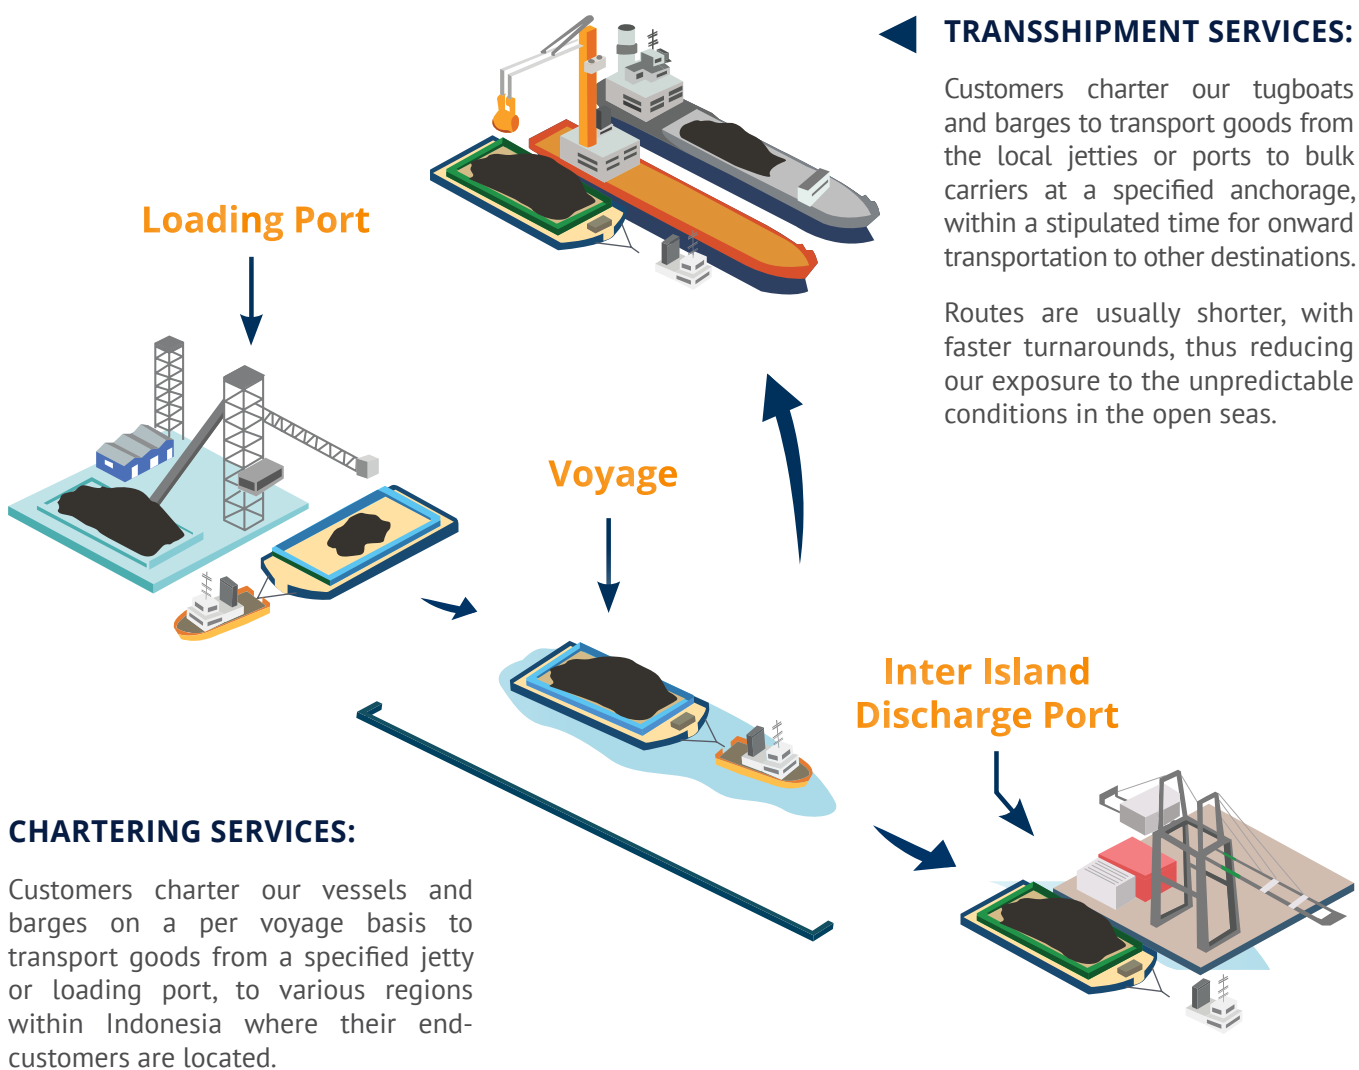 TRANSSHIPMENT SERVICES:
Customers charter our tugboats
and barges to transport goods from
the local jetties or ports to bulk
carriers at a specified anchorage,
within a stipulated time for onward
transportation to other destinations.
Routes are usually shorter, with
faster turnarounds, thus reducing
our exposure to the unpredictable
conditions in the open seas.
Loading Port
Voyage
Inter Island
Discharge Port
CHARTERING SERVICES:
Customers charter our vessels and
barges on a per voyage basis to
transport goods from a specified jetty
or loading port, to various regions
within Indonesia where their end-
customers are located.